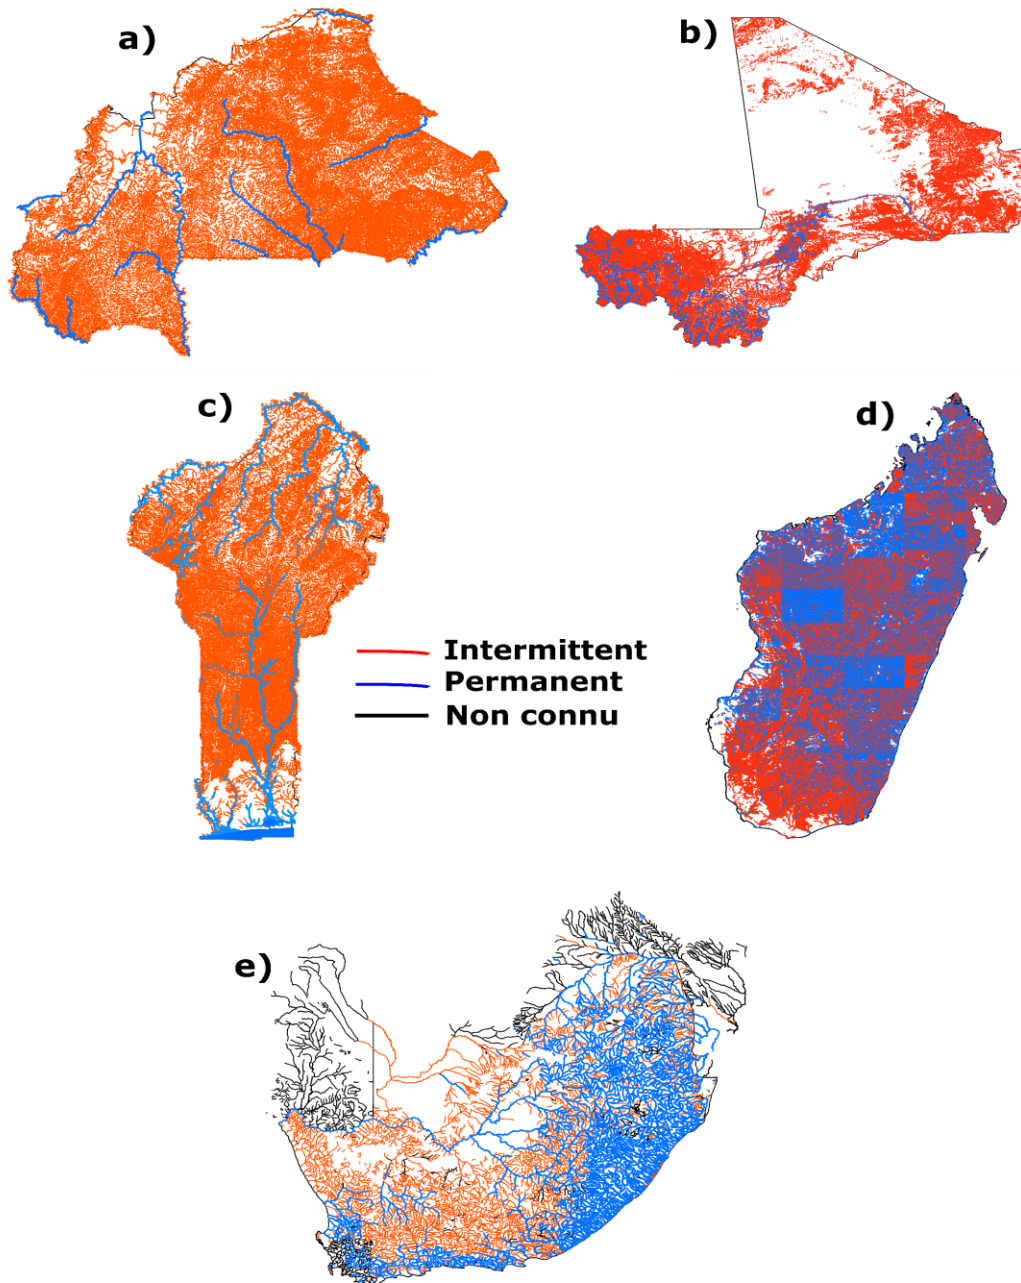 a)
b)
c)
d)
Intermittent
Permanent
Non connu
e)